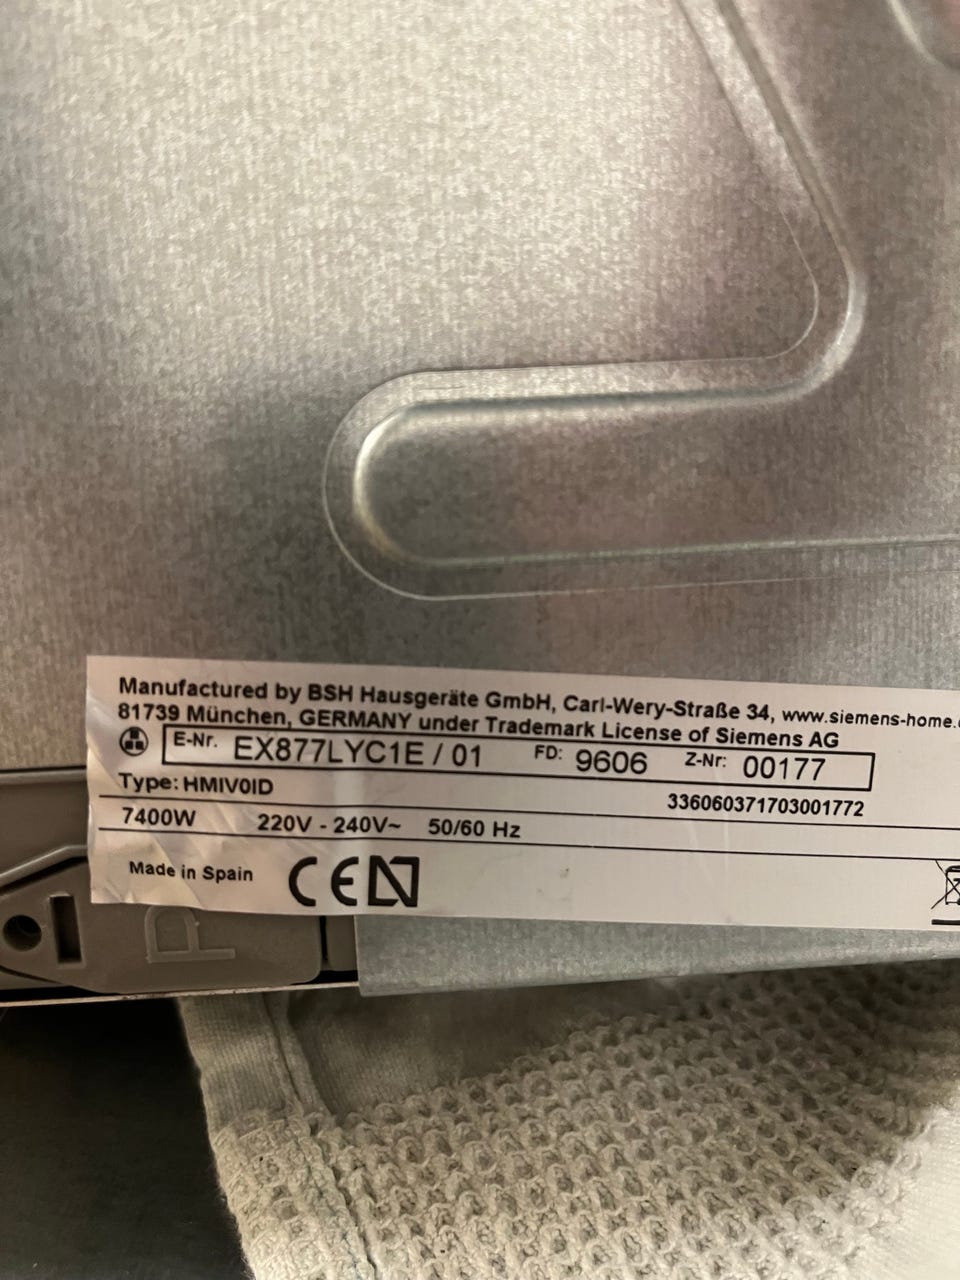 Manufactured by BSH Hausgeräte GmbH, Carl-Wery-Straße 34, www.siemens-home.
81739 München, GERMANY under Trademark License of Siemens AG
E-Nr. EX877LYC1E / 01 FD: 9606 Z-Nr: 00177
Type: HMIV0ID 336060371703001772
7400W 220V - 240V~ 50/60 Hz
Made in Spain CE N
P